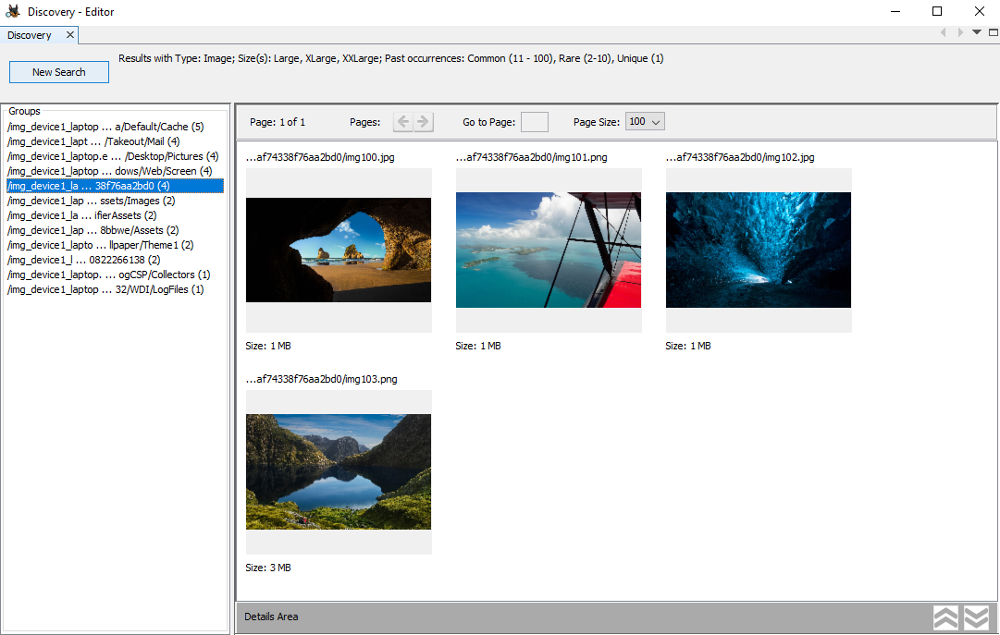 Discovery - Editor
Discovery
New Search
Results with Type: Image; Size(s): Large, XLarge, XXLarge; Past occurrences: Common (11 - 100), Rare (2-10), Unique (1)
Groups
/img_device1_laptop ... a/Default/Cache (5)
/img_device1_lapt ... /Takeout/Mail (4)
/img_device1_laptop.e ... /Desktop/Pictures (4)
/img_device1_laptop ... dows/Web/Screen (4)
/img_device1_la ... 38f76aa2bd0 (4)
/img_device1_lap ... ssets/Images (2)
/img_device1_la ... ifierAssets (2)
/img_device1_lap ... 8bbwe/Assets (2)
/img_device1_lapto ... llpaper/Theme1 (2)
/img_device1_l ... 0822266138 (2)
/img_device1_laptop. ... ogCSP/Collectors (1)
/img_device1_laptop ... 32/WDI/LogFiles (1)
Page: 1 of 1 Pages: Go to Page: Page Size: 100
...af74338f76aa2bd0/img100.jpg
...af74338f76aa2bd0/img101.png
...af74338f76aa2bd0/img102.jpg
Size: 1 MB
Size: 1 MB
Size: 1 MB
...af74338f76aa2bd0/img103.png
Size: 3 MB
Details Area